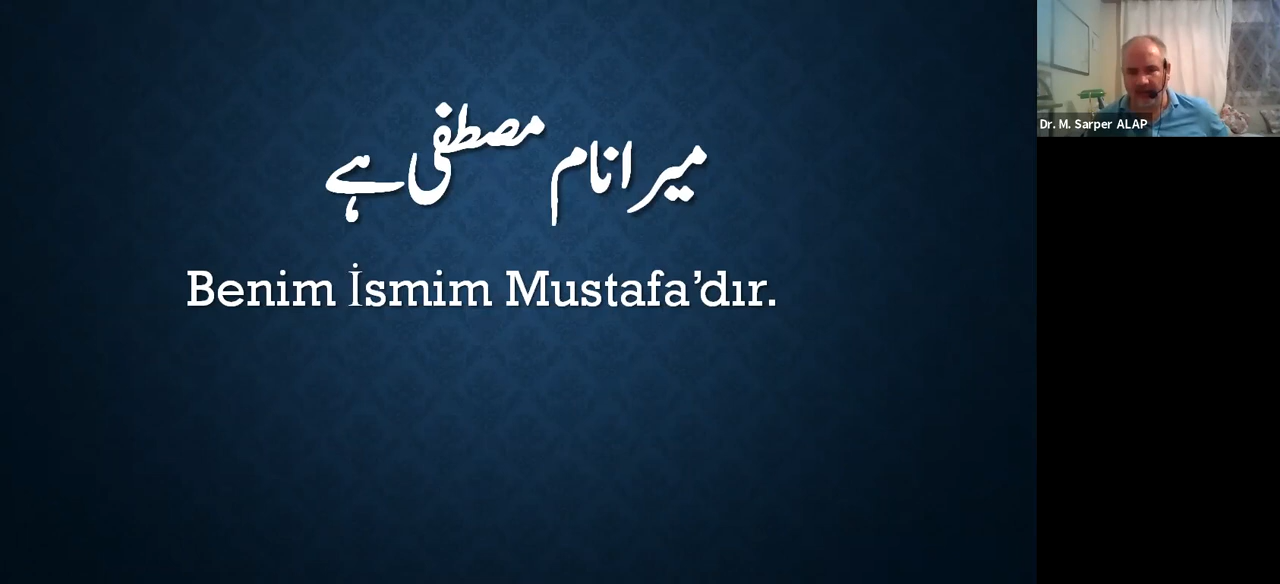 میرا نام مصطفی ہے
Benim İsmim Mustafa’dır.
Dr. M. Sarper ALAP